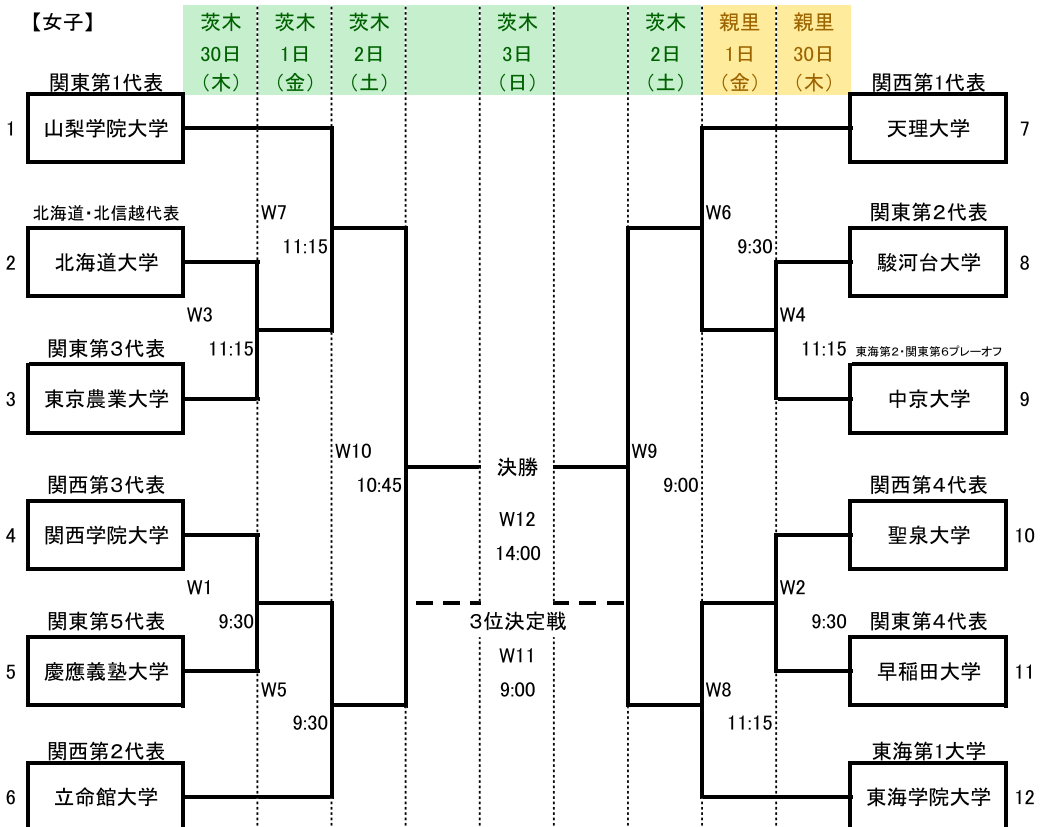 【女子】
茨木 茨木 茨木 茨木 茨木 親里 親里
30日 1日 2日 3日 2日 1日 30日
（木） （金） （土） （日） （土） （金） （木）
関東第1代表
1 山梨学院大学
北海道・北信越代表
2 北海道大学
関東第３代表
3 東京農業大学
関西第３代表
4 関西学院大学
関東第５代表
5 慶應義塾大学
関西第２代表
6 立命館大学
W7
11:15
W3
11:15
W10
10:45
W1
9:30
W5
9:30
決勝
W12
14:00
３位決定戦
W11
9:00
W6
9:30
W4
11:15
W9
9:00
W2
9:30
W8
11:15
関西第１代表
天理大学 7
関東第２代表
駿河台大学 8
東海第２・関東第６プレーオフ
中京大学 9
関西第４代表
聖泉大学 10
関東第４代表
早稲田大学 11
東海第１大学
東海学院大学 12